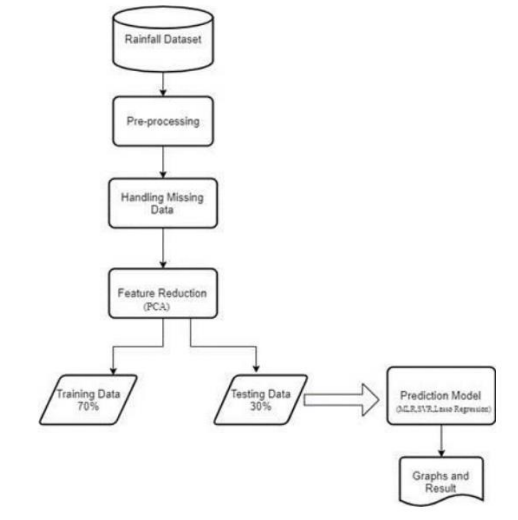 Rainfall Dataset
Pre-processing
Handling Missing
Data
Feature Reduction
(PCA)
Training Data
70%
Testing Data
30%
Prediction Model
(MLR,SVR,Lasso Regression)
Graphs and
Result